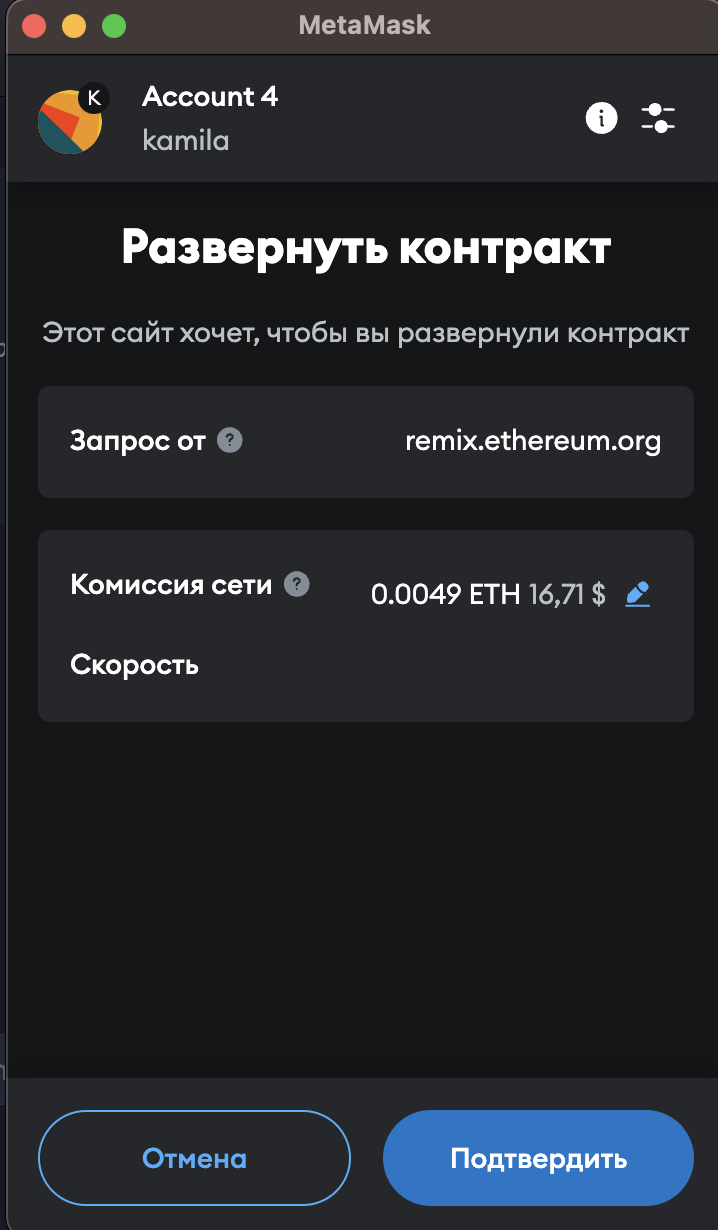 MetaMask
K
Account 4
kamila
i
Развернуть контракт
Этот сайт хочет, чтобы вы развернули контракт
Запрос от ? remix.ethereum.org
Комиссия сети ? 0.0049 ETH 16,71 $
Скорость
Отмена Подтвердить